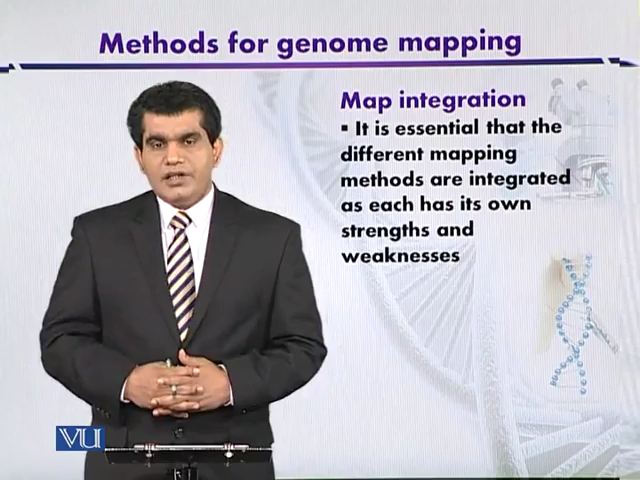 Methods for genome mapping
Map integration
▪ It is essential that the
different mapping
methods are integrated
as each has its own
strengths and
weaknesses
VU